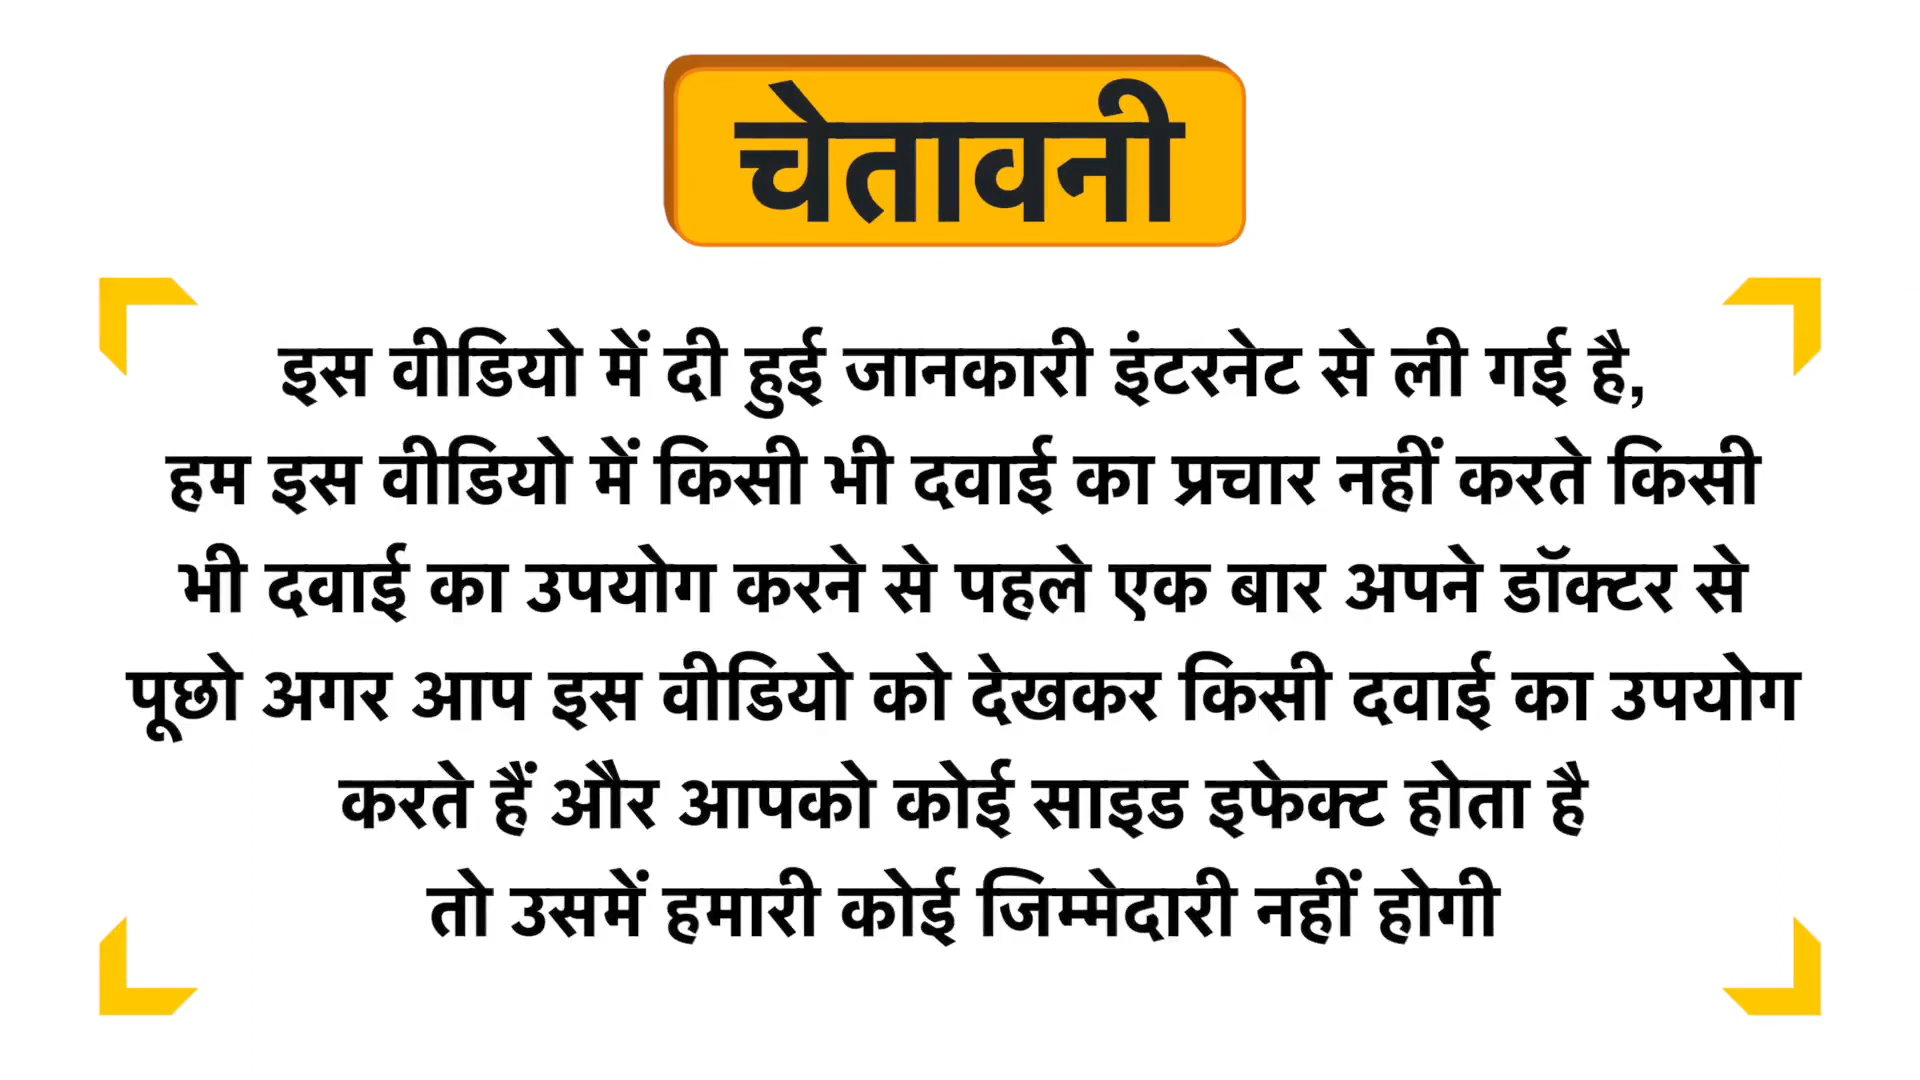 चेतावनी
इस वीडियो में दी हुई जानकारी इंटरनेट से ली गई है,
हम इस वीडियो में किसी भी दवाई का प्रचार नहीं करते किसी
भी दवाई का उपयोग करने से पहले एक बार अपने डॉक्टर से
पूछो अगर आप इस वीडियो को देखकर किसी दवाई का उपयोग
करते हैं और आपको कोई साइड इफेक्ट होता है
तो उसमें हमारी कोई जिम्मेदारी नहीं होगी